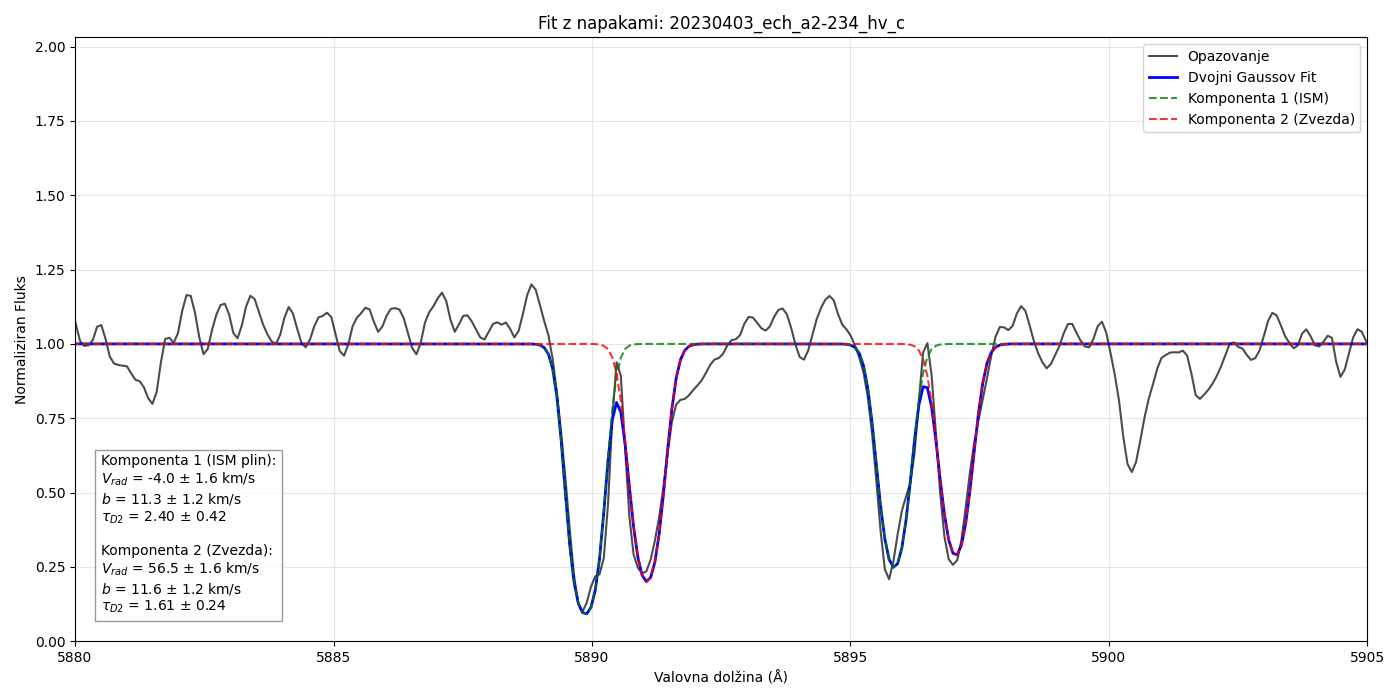 Fit z napakami: 20230403_ech_a2-234_hv_c
Normaliziran Fluks
2.00
1.75
1.50
1.25
1.00
0.75
0.50
0.25
0.00
Opazovanje
Dvojni Gaussov Fit
Komponenta 1 (ISM)
Komponenta 2 (Zvezda)
Komponenta 1 (ISM plin):
V_rad = -4.0 ± 1.6 km/s
b = 11.3 ± 1.2 km/s
τ_D2 = 2.40 ± 0.42
Komponenta 2 (Zvezda):
V_rad = 56.5 ± 1.6 km/s
b = 11.6 ± 1.2 km/s
τ_D2 = 1.61 ± 0.24
5880 5885 5890 5895 5900 5905
Valovna dolžina (Å)